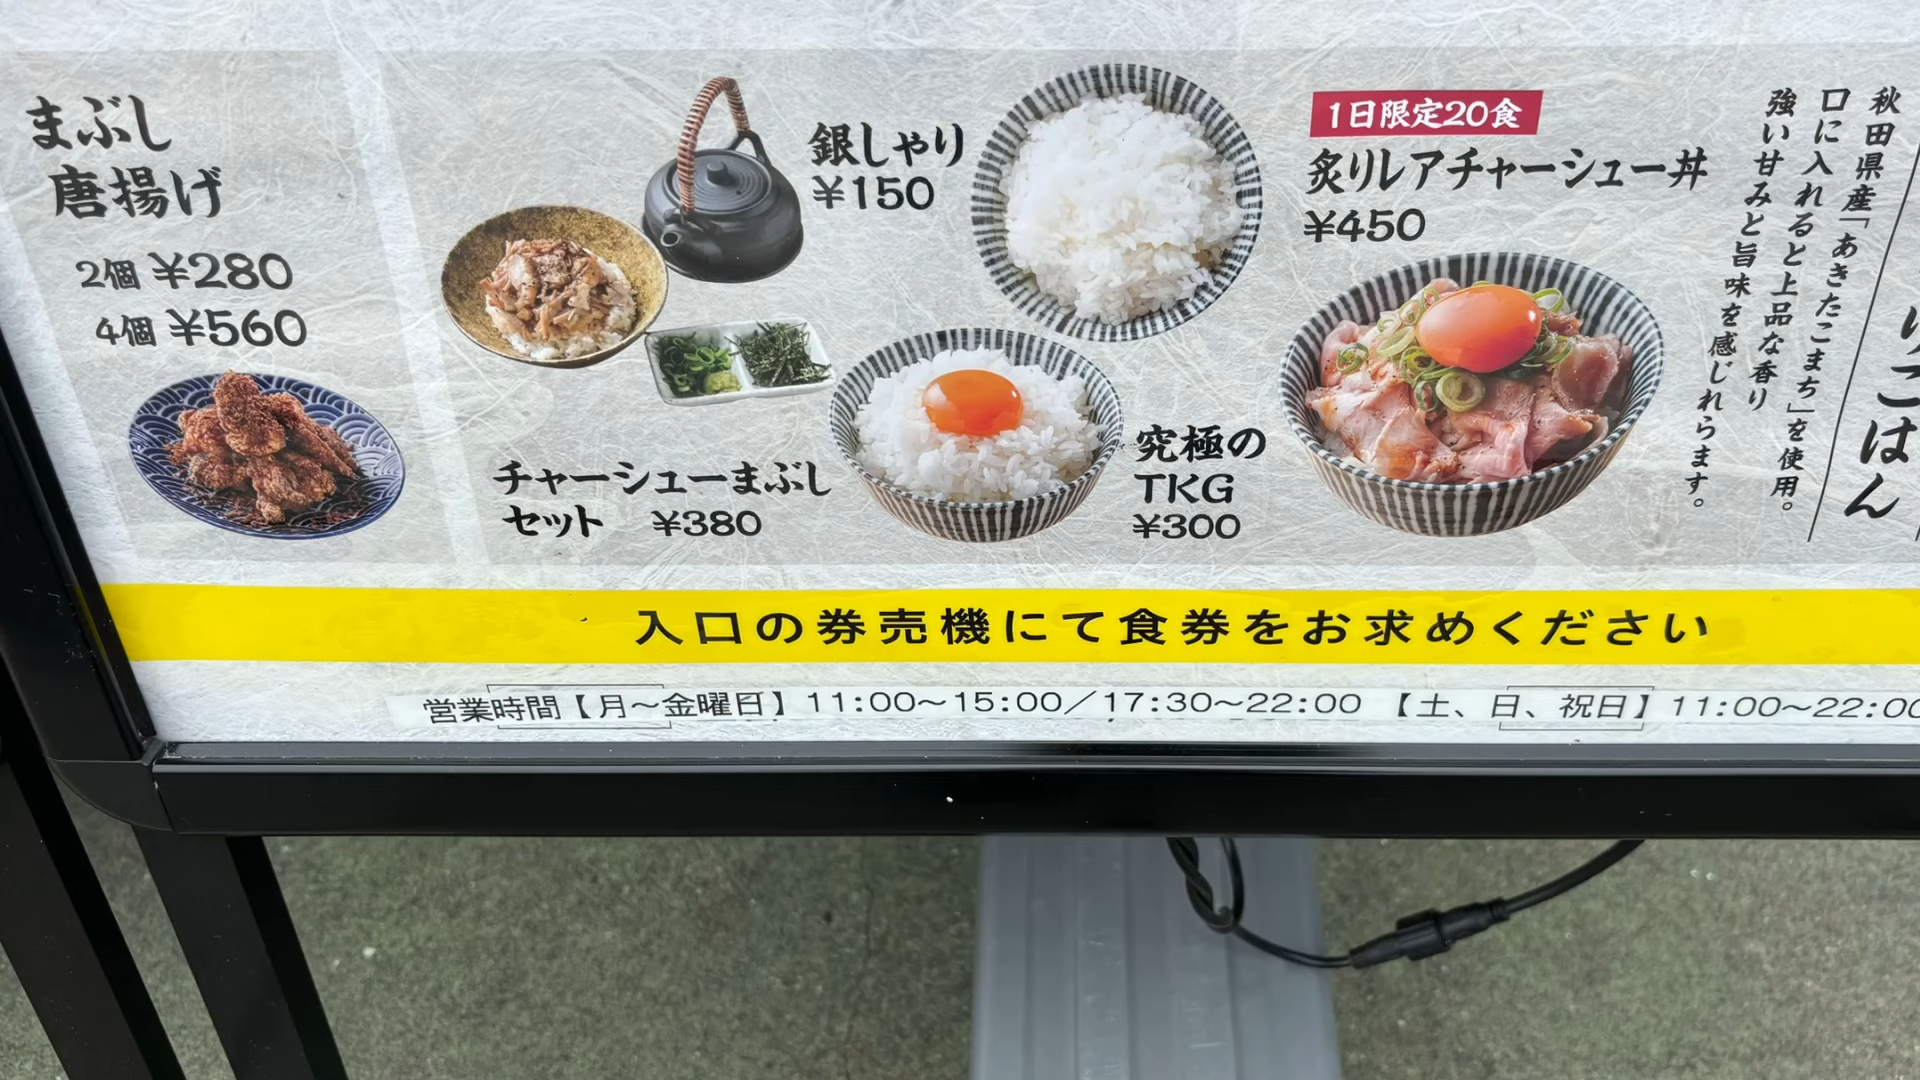 まぶし
唐揚げ
2個 ¥280
4個 ¥560
チャーシューまぶし
セット ¥380
銀しゃり
¥150
究極の
TKG
¥300
1日限定20食
炙りレアチャーシュー丼
¥450
秋田県産「あきたこまち」を使用。
口に入れると上品な香り
強い甘みと旨味を感じれらます。
ごはん
入口の券売機にて食券をお求めください
営業時間【月～金曜日】11:00～15:00／17:30～22:00 【土、日、祝日】11:00～22:00